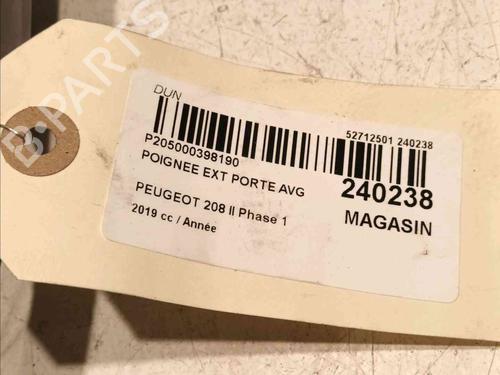 B-PARTS
DUN
P205000398190
52712501 240238
POIGNEE EXT PORTE AVG
240238
PEUGEOT 208 II Phase 1
MAGASIN
2019 cc / Année